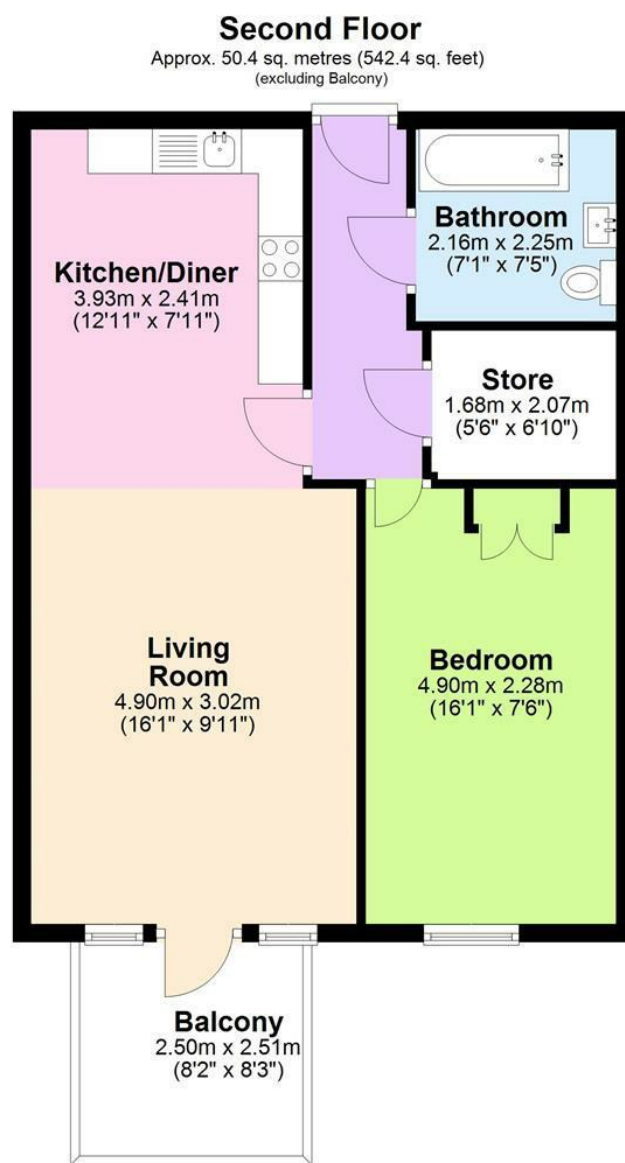 Second Floor
Approx. 50.4 sq. metres (542.4 sq. feet)
(excluding Balcony)
Kitchen/Diner
3.93m x 2.41m
(12'11" x 7'11")
Bathroom
2.16m x 2.25m
(7'1" x 7'5")
Store
1.68m x 2.07m
(5'6" x 6'10")
Living
Room
4.90m x 3.02m
(16'1" x 9'11")
Bedroom
4.90m x 2.28m
(16'1" x 7'6")
Balcony
2.50m x 2.51m
(8'2" x 8'3")